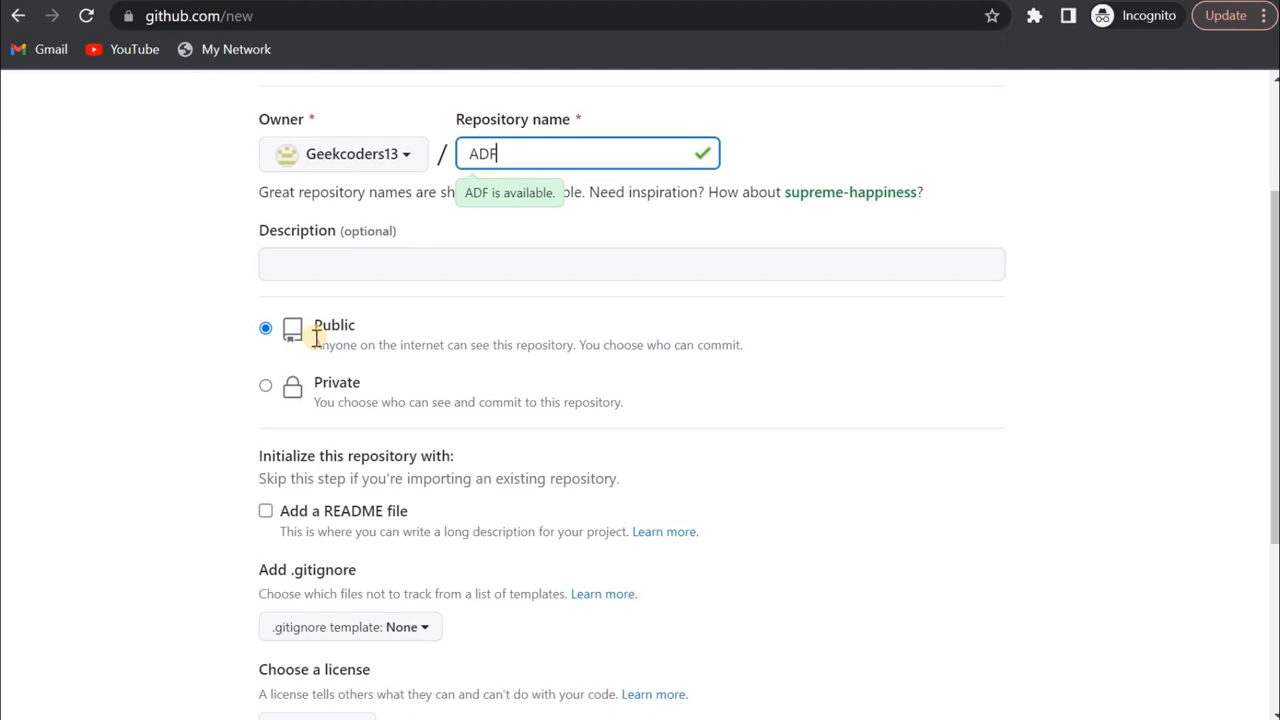 github.com/new
Incognito
Update
Gmail
YouTube
My Network
Owner *
Repository name *
Geekcoders13
/
ADF
Great repository names are sh
ADF is available.
ble. Need inspiration? How about supreme-happiness?
Description (optional)
Public
Anyone on the internet can see this repository. You choose who can commit.
Private
You choose who can see and commit to this repository.
Initialize this repository with:
Skip this step if you're importing an existing repository.
Add a README file
This is where you can write a long description for your project. Learn more.
Add .gitignore
Choose which files not to track from a list of templates. Learn more.
.gitignore template: None
Choose a license
A license tells others what they can and can't do with your code. Learn more.